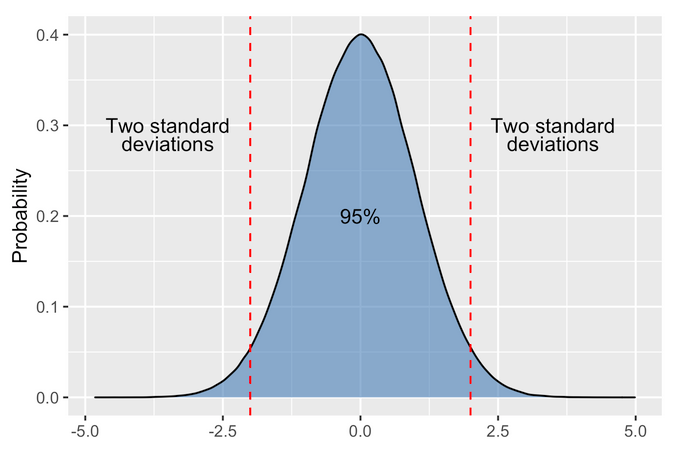 0.4
Two standard
deviations
Two standard
deviations
0.3
95%
0.2
Probability
0.1
0.0
-5.0 -2.5 0.0 2.5 5.0